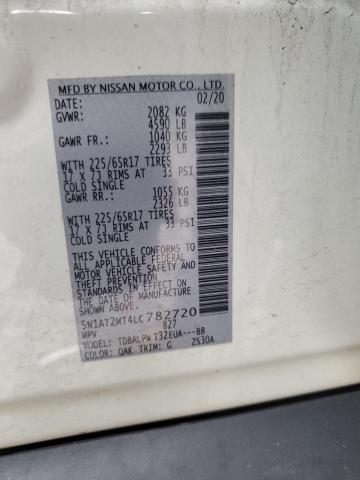 MFD BY NISSAN MOTOR CO., LTD.
DATE: 02/20
GVWR: 2082 KG
4590 LB
GAWR FR.: 1040 KG
2293 LB
WITH 225/65R17 TIRES
17 X 7J RIMS AT 33 PSI
COLD SINGLE
GAWR RR.: 1055 KG
2326 LB
WITH 225/65R17 TIRES
17 X 7J RIMS AT 33 PSI
COLD SINGLE
THIS VEHICLE CONFORMS TO
ALL APPLICABLE FEDERAL
MOTOR VEHICLE SAFETY AND
THEFT PREVENTION
STANDARDS IN EFFECT ON
THE DATE OF MANUFACTURE
SHOWN ABOVE.
5N1AT2MT4LC782720
MPV 827
MODEL: TDBALPWT32EUA---BB
COLOR: QAK TRIM: G ZS30A